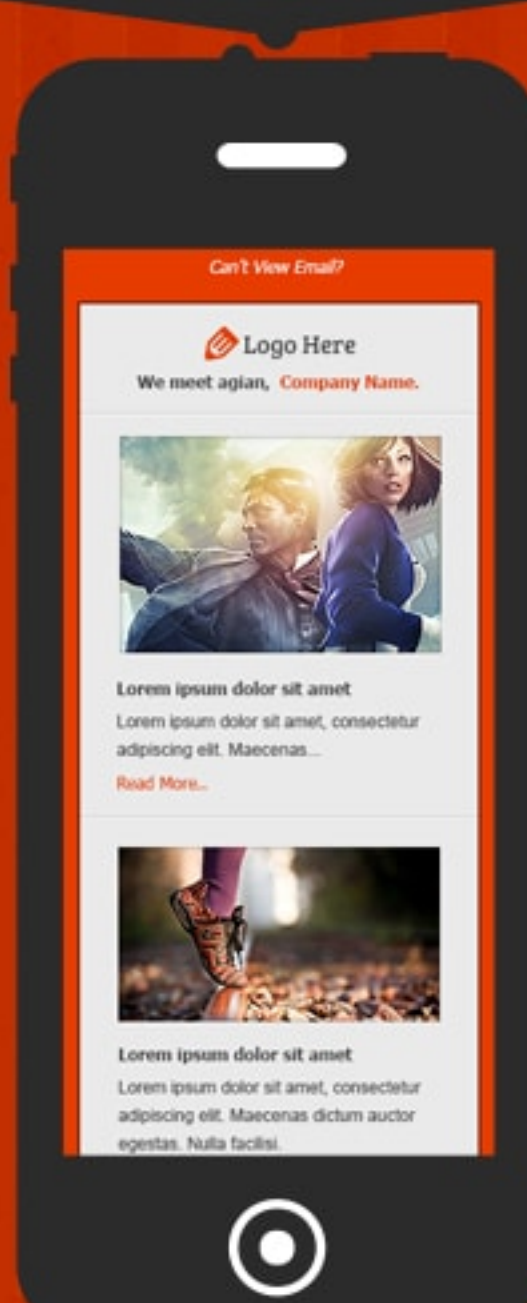 Can't View Email?
Logo Here
We meet agian, Company Name.
Lorem ipsum dolor sit amet
Lorem ipsum dolor sit amet, consectetur
adipiscing elit. Maecenas...
Read More...
Lorem ipsum dolor sit amet
Lorem ipsum dolor sit amet, consectetur
adipiscing elit. Maecenas dictum auctor
egestas. Nulla facilisi.